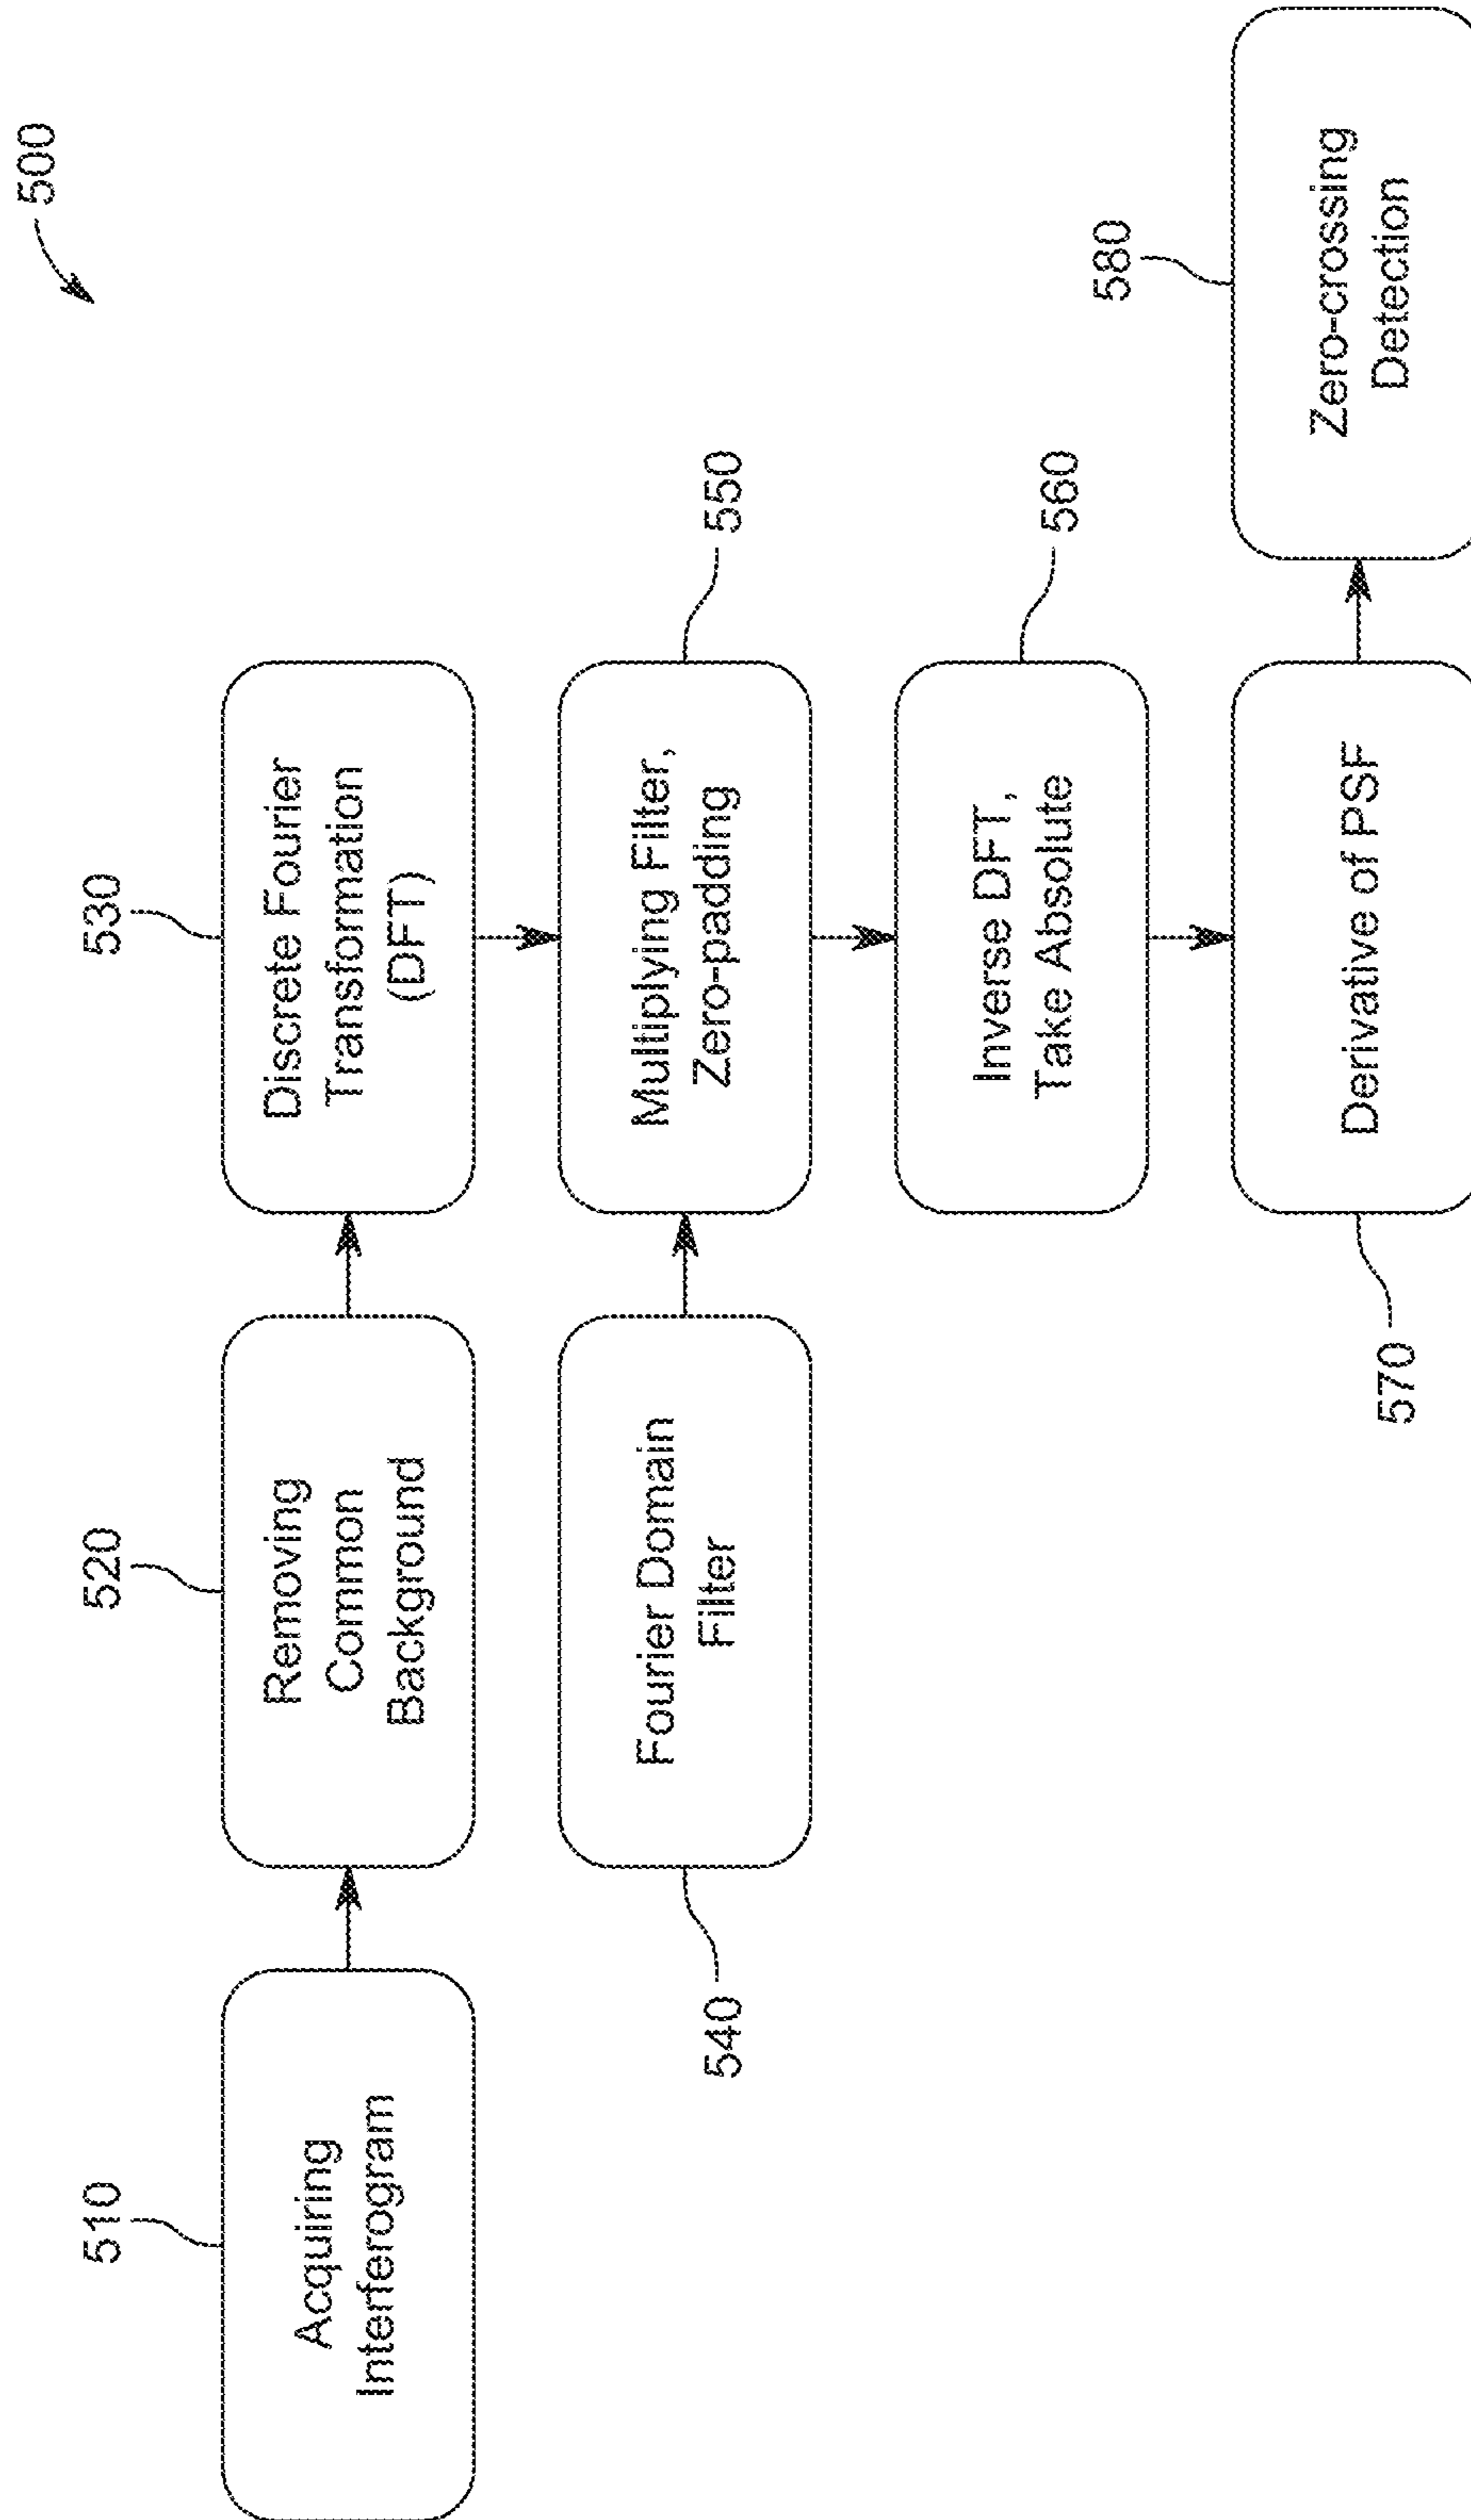 500
510
Acquiring
Interferogram
520
Removing
Common
Background
530
Discrete Fourier
Transformation
(DFT)
540
Fourier Domain
Filter
Multiplying Filter,
Zero-padding
550
Inverse DFT,
Take Absolute
560
570
Derivative of PSF
580
Zero-crossing
Detection